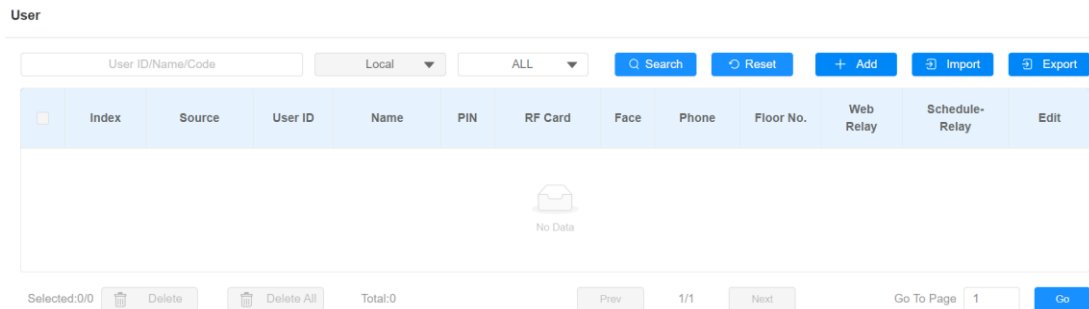 User
User ID/Name/Code Local ALL Search Reset + Add Import Export
Index Source User ID Name PIN RF Card Face Phone Floor No. Web Relay Schedule-Relay Edit
No Data
Selected:0/0 Delete Delete All Total:0 Prev 1/1 Next Go To Page 1 Go